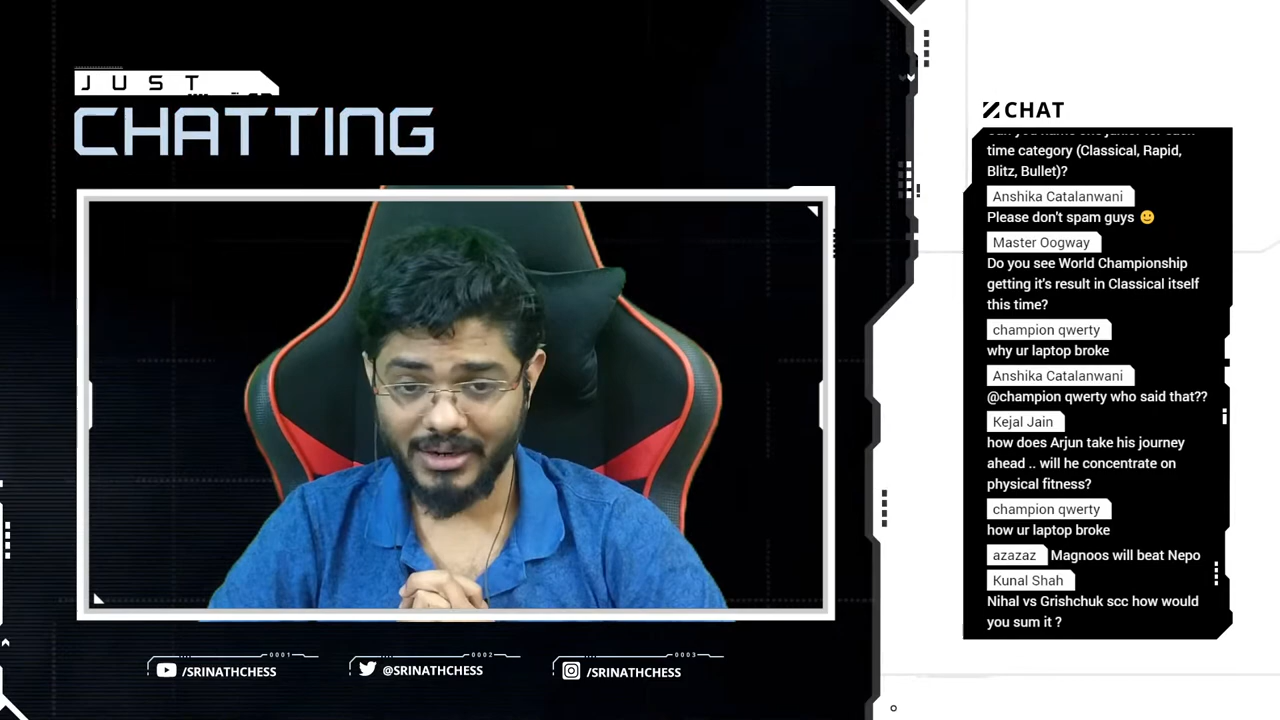 JUST
CHATTING
CHAT
time category (Classical, Rapid,
Blitz, Bullet)?
Anshika Catalanwani
Please don't spam guys 🙂
Master Oogway
Do you see World Championship
getting it's result in Classical itself
this time?
champion qwerty
why ur laptop broke
Anshika Catalanwani
@champion qwerty who said that??
Kejal Jain
how does Arjun take his journey
ahead .. will he concentrate on
physical fitness?
champion qwerty
how ur laptop broke
azazaz Magnoos will beat Nepo
Kunal Shah
Nihal vs Grishchuk scc how would
you sum it ?
0001
/SRINATHCHESS
0002
@SRINATHCHESS
0003
/SRINATHCHESS